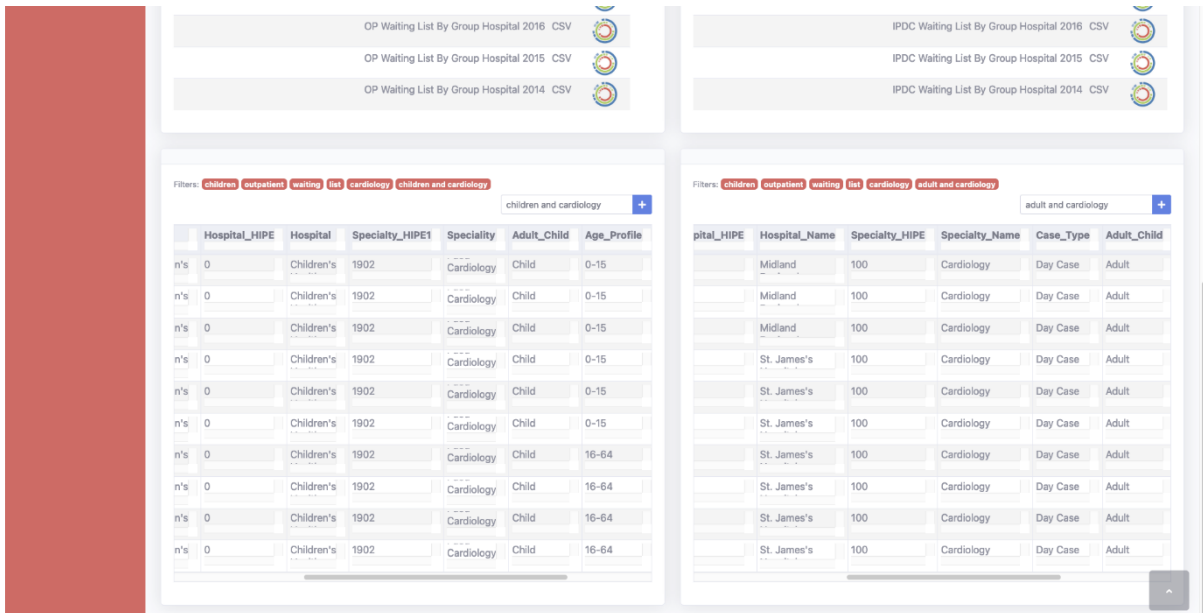 OP Waiting List By Group Hospital 2016 CSV
OP Waiting List By Group Hospital 2015 CSV
OP Waiting List By Group Hospital 2014 CSV
IPDC Waiting List By Group Hospital 2016 CSV
IPDC Waiting List By Group Hospital 2015 CSV
IPDC Waiting List By Group Hospital 2014 CSV
Filters: children outpatient waiting list cardiology children and cardiology
children and cardiology +
Hospital_HIPE Hospital Specialty_HIPE1 Speciality Adult_Child Age_Profile
n's 0 Children's 1902 Cardiology Child 0-15
n's 0 Children's 1902 Cardiology Child 0-15
n's 0 Children's 1902 Cardiology Child 0-15
n's 0 Children's 1902 Cardiology Child 0-15
n's 0 Children's 1902 Cardiology Child 0-15
n's 0 Children's 1902 Cardiology Child 0-15
n's 0 Children's 1902 Cardiology Child 16-64
n's 0 Children's 1902 Cardiology Child 16-64
n's 0 Children's 1902 Cardiology Child 16-64
n's 0 Children's 1902 Cardiology Child 16-64
Filters: children outpatient waiting list cardiology adult and cardiology
adult and cardiology +
pital_HIPE Hospital_Name Specialty_HIPE Specialty_Name Case_Type Adult_Child
Midland 100 Cardiology Day Case Adult
Midland 100 Cardiology Day Case Adult
Midland 100 Cardiology Day Case Adult
St. James's 100 Cardiology Day Case Adult
St. James's 100 Cardiology Day Case Adult
St. James's 100 Cardiology Day Case Adult
St. James's 100 Cardiology Day Case Adult
St. James's 100 Cardiology Day Case Adult
St. James's 100 Cardiology Day Case Adult
St. James's 100 Cardiology Day Case Adult